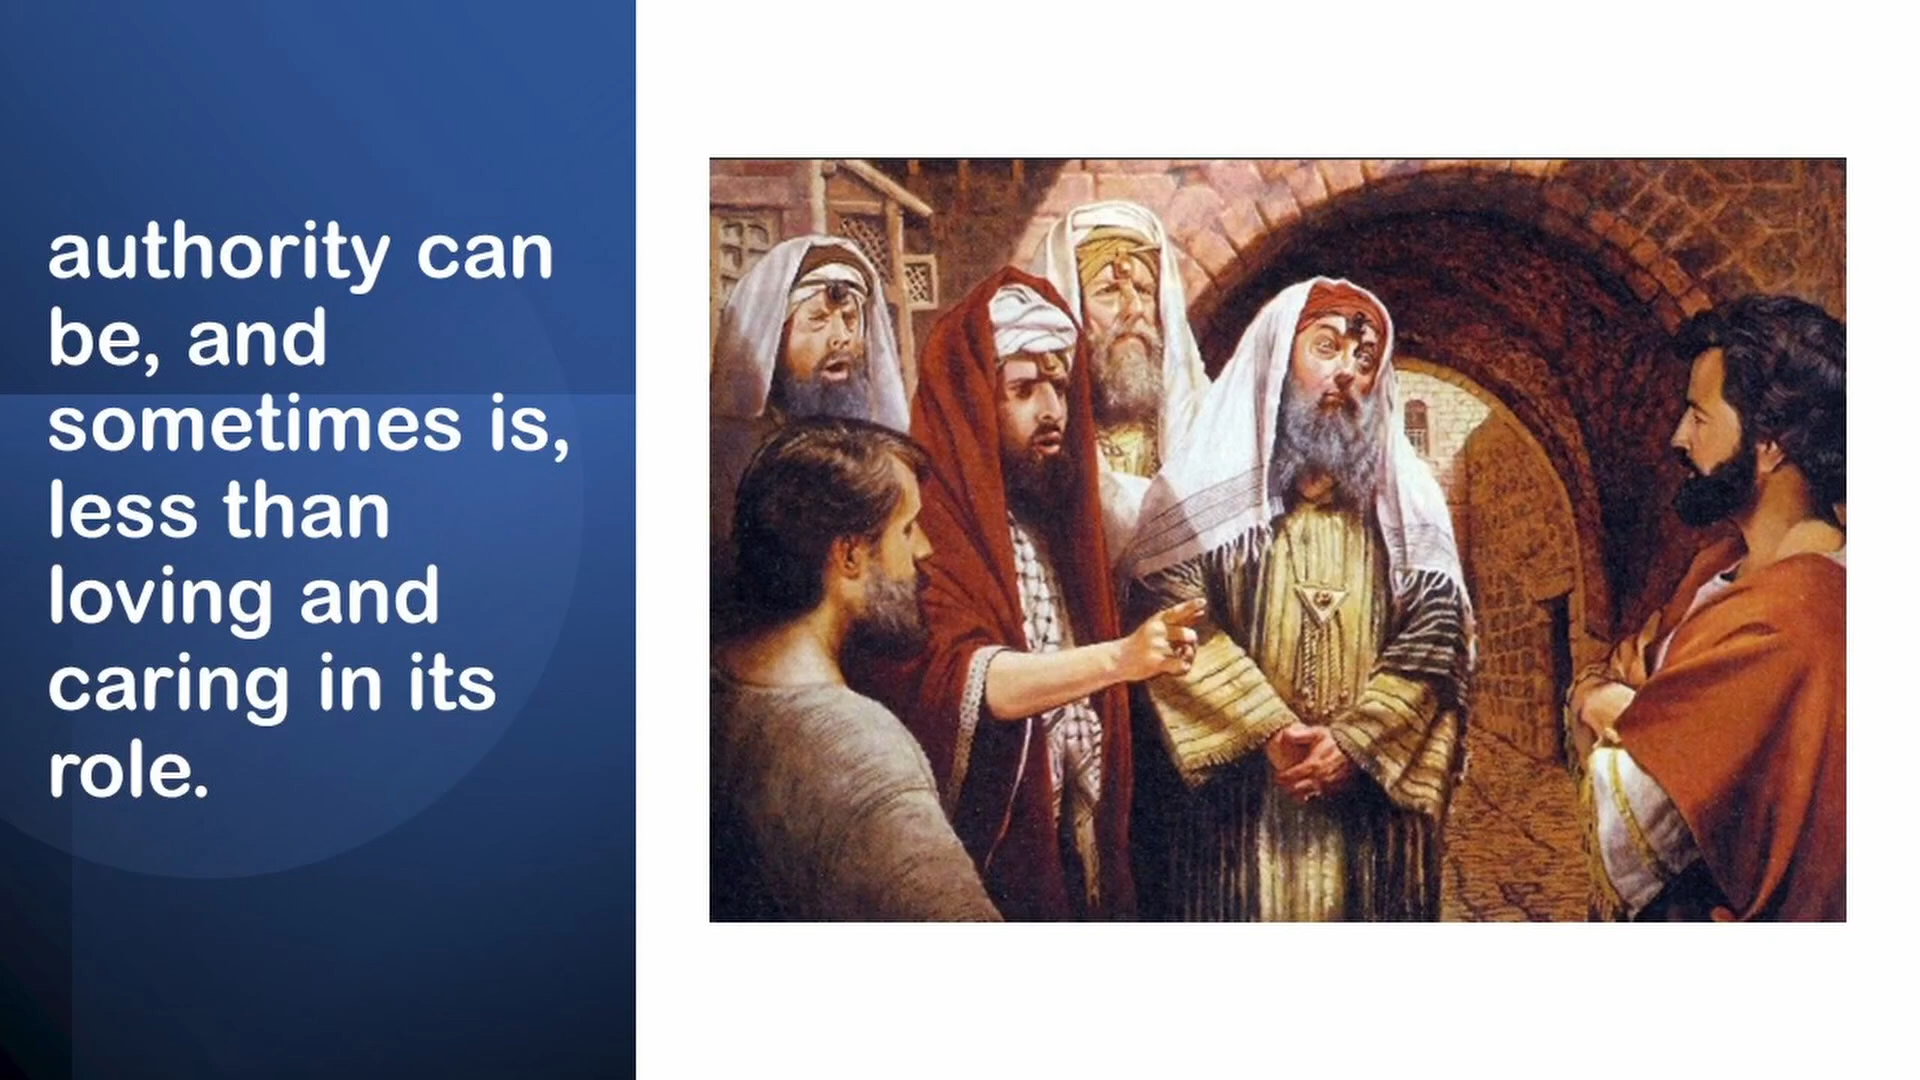 authority can
be, and
sometimes is,
less than
loving and
caring in its
role.